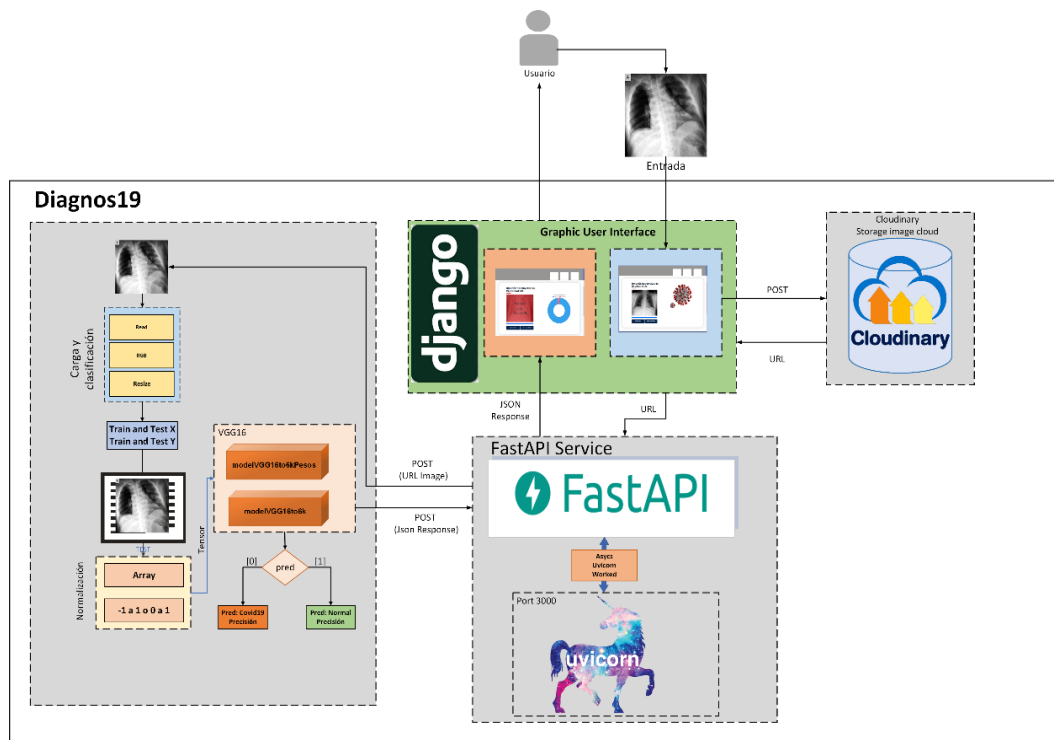 Usuario
Entrada
Diagnos19
django
Graphic User Interface
Cloudinary
Storage image cloud
Cloudinary
POST
URL
JSON
Response
URL
Carga y
clasificación
Read
RGB
Resize
Train and Test X
Train and Test Y
TEST
Normalización
Array
-1 a 1 o 0 a 1
Tensor
VGG16
modelVGG16to6kPesos
modelVGG16to6k
[0]
pred
[1]
Pred: Covid19
Precisión
Pred: Normal
Precisión
POST
(URL Image)
POST
(Json Response)
FastAPI Service
FastAPI
Async
Uvicorn
Worked
Port 3000
uvicorn